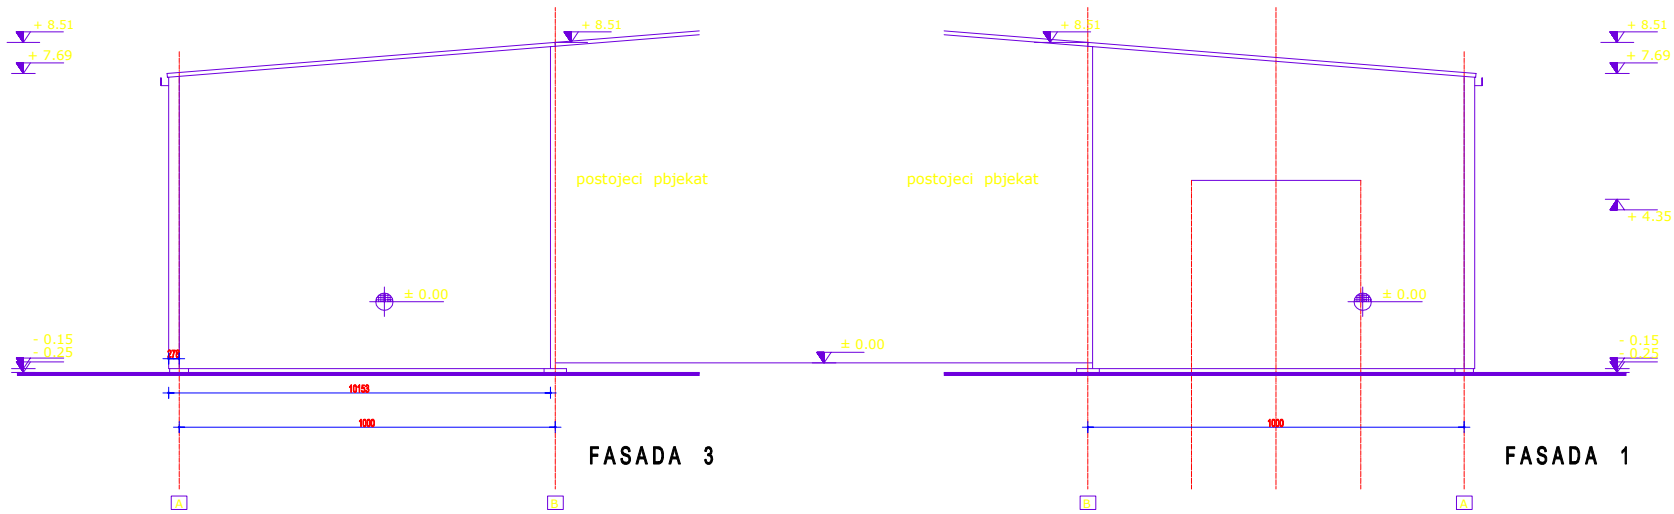 + 8.51
+ 8.51
+ 8.51
+ 8.51
+ 7.69
+ 7.69
postojeci pbjekat
postojeci pbjekat
+ 4.35
± 0.00
± 0.00
- 0.15
- 0.25
278
± 0.00
- 0.15
- 0.25
10153
1000
1000
FASADA 3
FASADA 1
A
B
B
A